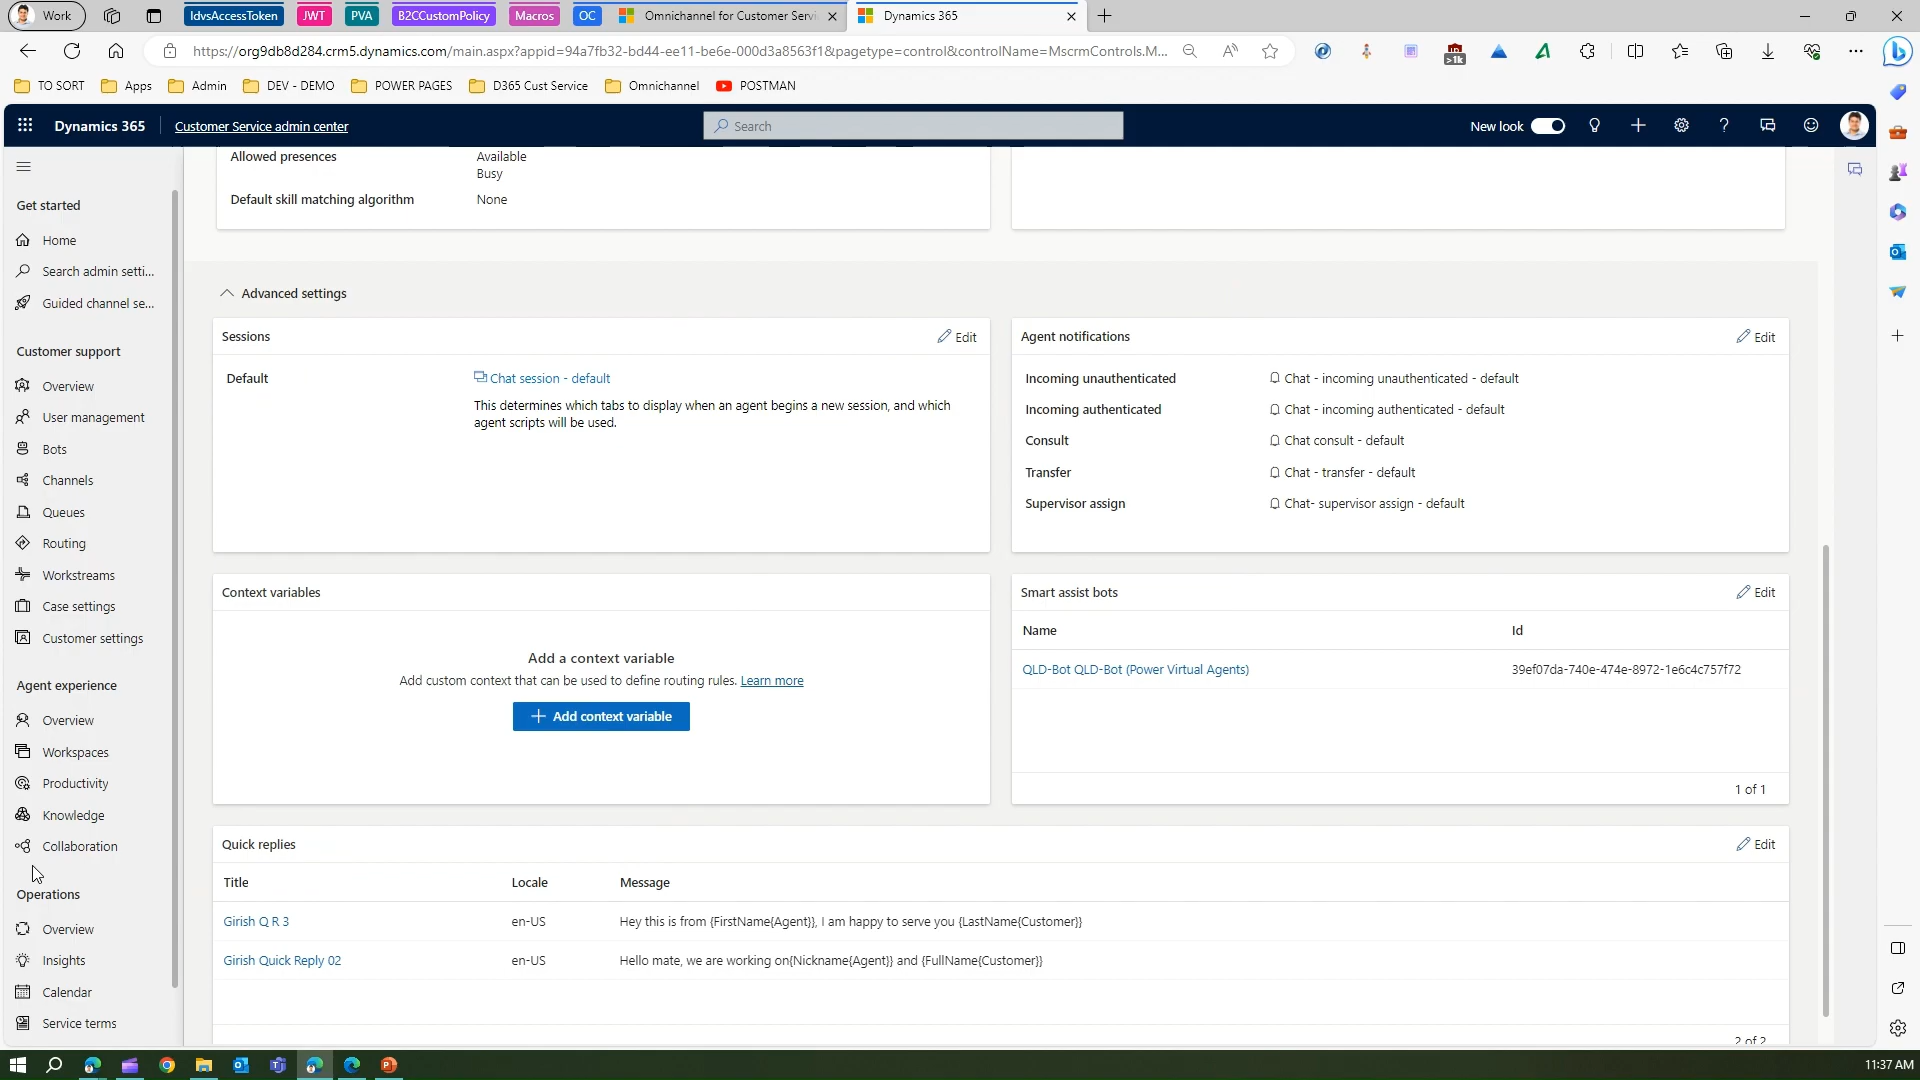 Work
IdvsAccessToken
JWT
PVA
B2CCustomPolicy
Macros
OC
Omnichannel for Customer Servi
Dynamics 365
https://org9db8d284.crm5.dynamics.com/main.aspx?appid=94a7fb32-bd44-ee11-be6e-000d3a8563f1&pagetype=control&controlName=MscrmControls.M...
>1k
TO SORT
Apps
Admin
DEV - DEMO
POWER PAGES
D365 Cust Service
Omnichannel
POSTMAN
Dynamics 365
Customer Service admin center
Search
New look
Get started
Home
Search admin setti...
Guided channel se...
Customer support
Overview
User management
Bots
Channels
Queues
Routing
Workstreams
Case settings
Customer settings
Agent experience
Overview
Workspaces
Productivity
Knowledge
Collaboration
Operations
Overview
Insights
Calendar
Service terms
Allowed presences
Available
Busy
Default skill matching algorithm
None
Advanced settings
Sessions
Edit
Default
Chat session - default
This determines which tabs to display when an agent begins a new session, and which
agent scripts will be used.
Agent notifications
Edit
Incoming unauthenticated
Chat - incoming unauthenticated - default
Incoming authenticated
Chat - incoming authenticated - default
Consult
Chat consult - default
Transfer
Chat - transfer - default
Supervisor assign
Chat- supervisor assign - default
Context variables
Add a context variable
Add custom context that can be used to define routing rules. Learn more
Add context variable
Smart assist bots
Edit
Name
Id
QLD-Bot QLD-Bot (Power Virtual Agents)
39ef07da-740e-474e-8972-1e6c4c757f72
1 of 1
Quick replies
Edit
Title
Locale
Message
Girish Q R 3
en-US
Hey this is from {FirstName{Agent}}, I am happy to serve you {LastName{Customer}}
Girish Quick Reply 02
en-US
Hello mate, we are working on{Nickname{Agent}} and {FullName{Customer}}
2 of 2
11:37 AM